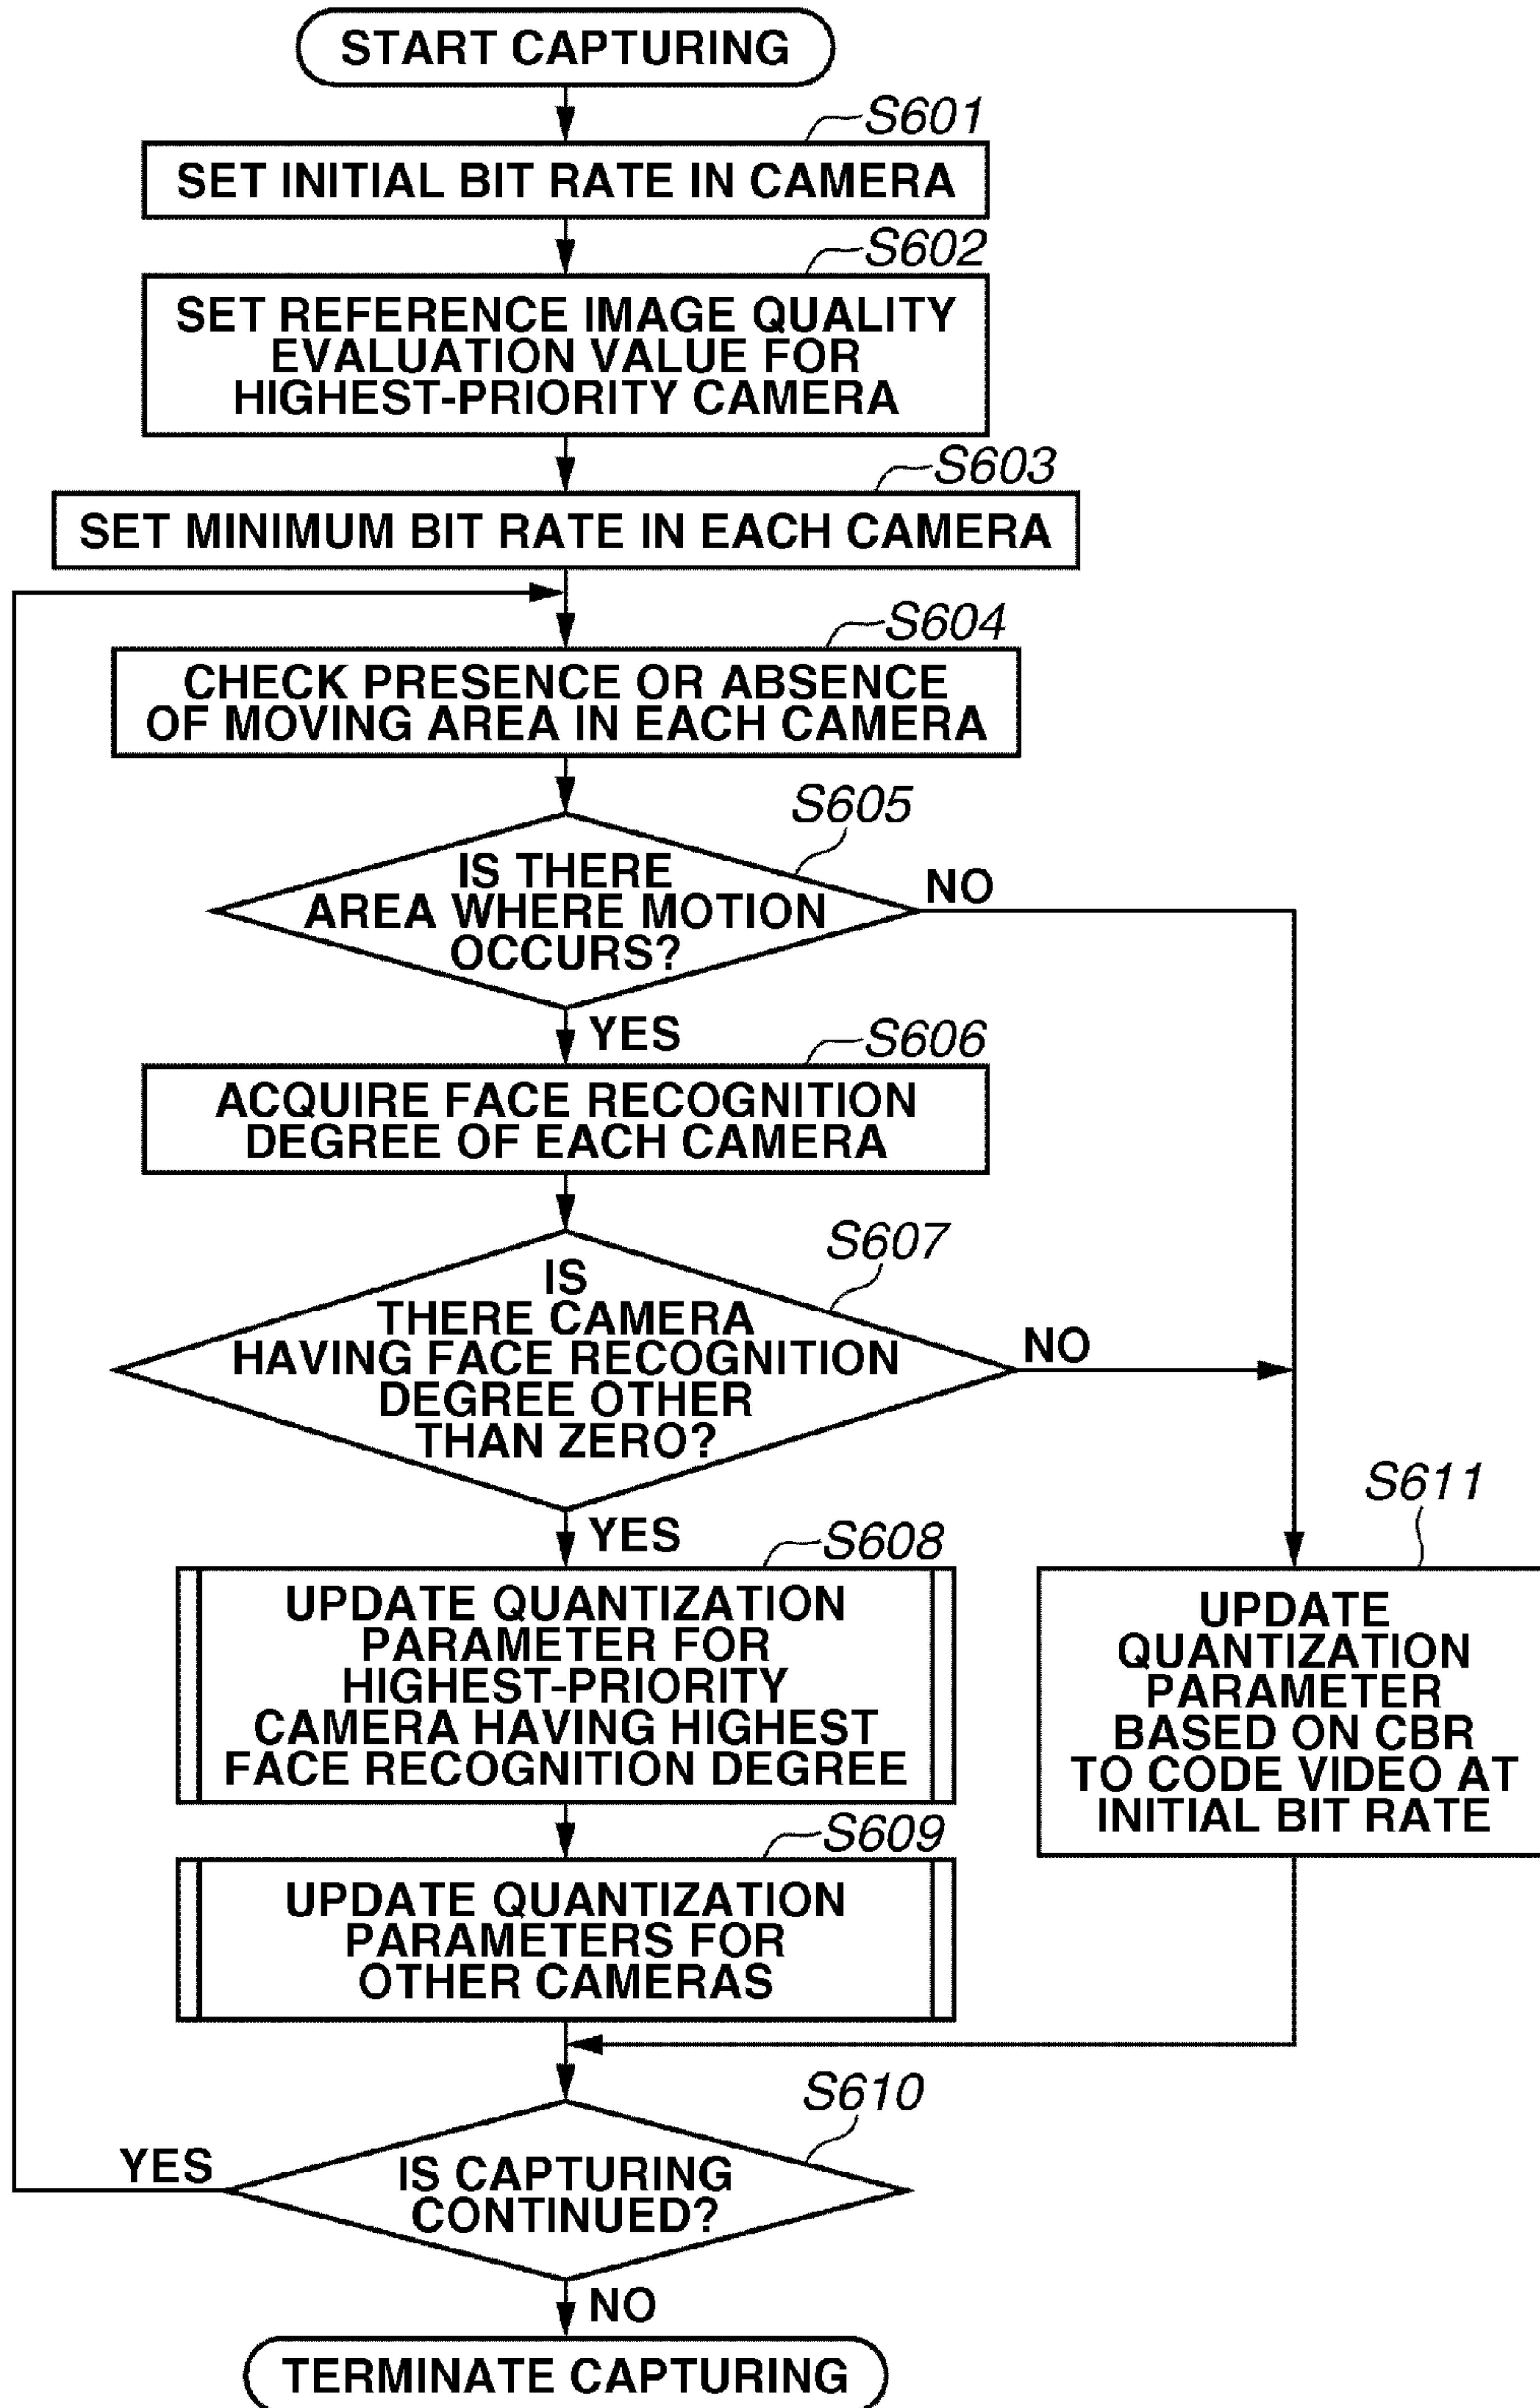 START CAPTURING
S601
SET INITIAL BIT RATE IN CAMERA
S602
SET REFERENCE IMAGE QUALITY
EVALUATION VALUE FOR
HIGHEST-PRIORITY CAMERA
S603
SET MINIMUM BIT RATE IN EACH CAMERA
S604
CHECK PRESENCE OR ABSENCE
OF MOVING AREA IN EACH CAMERA
S605
IS THERE
AREA WHERE MOTION
OCCURS?
NO
YES
S606
ACQUIRE FACE RECOGNITION
DEGREE OF EACH CAMERA
S607
IS
THERE CAMERA
HAVING FACE RECOGNITION
DEGREE OTHER
THAN ZERO?
NO
YES
S608
UPDATE QUANTIZATION
PARAMETER FOR
HIGHEST-PRIORITY
CAMERA HAVING HIGHEST
FACE RECOGNITION DEGREE
S611
UPDATE
QUANTIZATION
PARAMETER
BASED ON CBR
TO CODE VIDEO AT
INITIAL BIT RATE
S609
UPDATE QUANTIZATION
PARAMETERS FOR
OTHER CAMERAS
S610
IS CAPTURING
CONTINUED?
YES
NO
TERMINATE CAPTURING